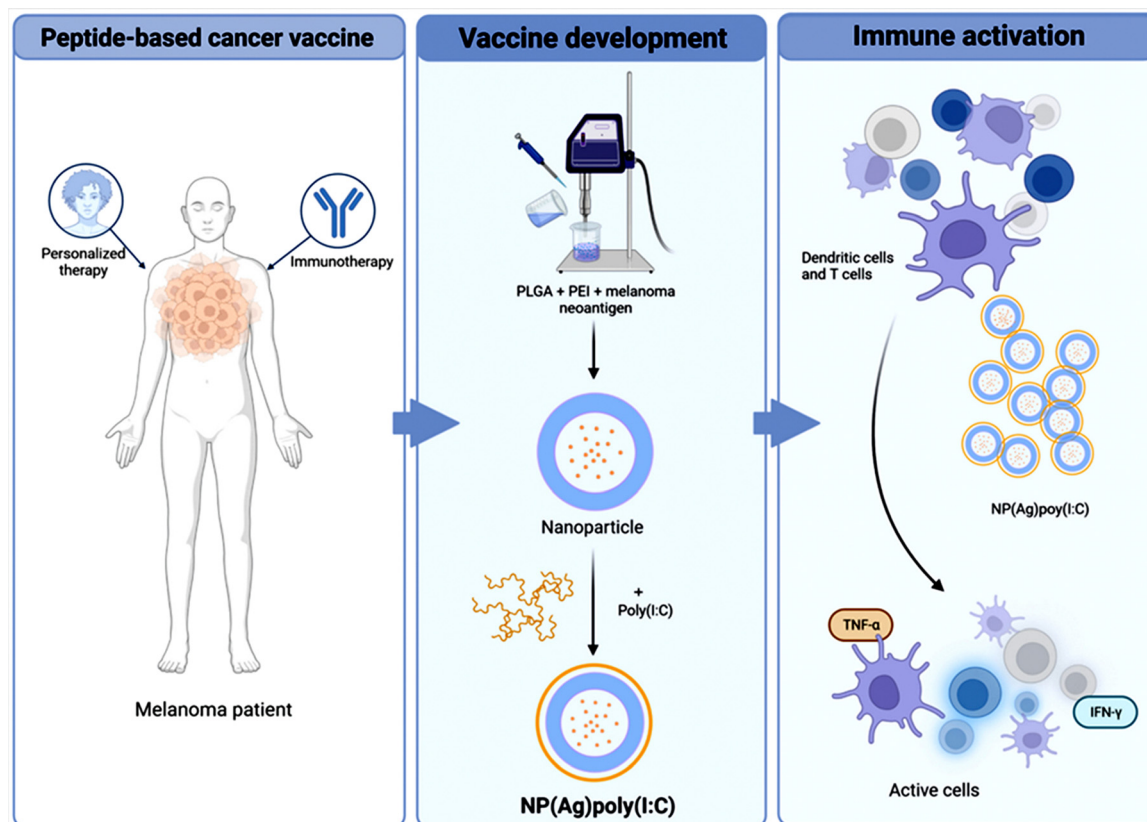 Peptide-based cancer vaccine
Personalized
therapy
Immunotherapy
Melanoma patient
Vaccine development
PLGA + PEI + melanoma
neoantigen
Nanoparticle
+
Poly(I:C)
NP(Ag)poly(I:C)
Immune activation
Dendritic cells
and T cells
NP(Ag)poy(I:C)
TNF-α
IFN-γ
Active cells